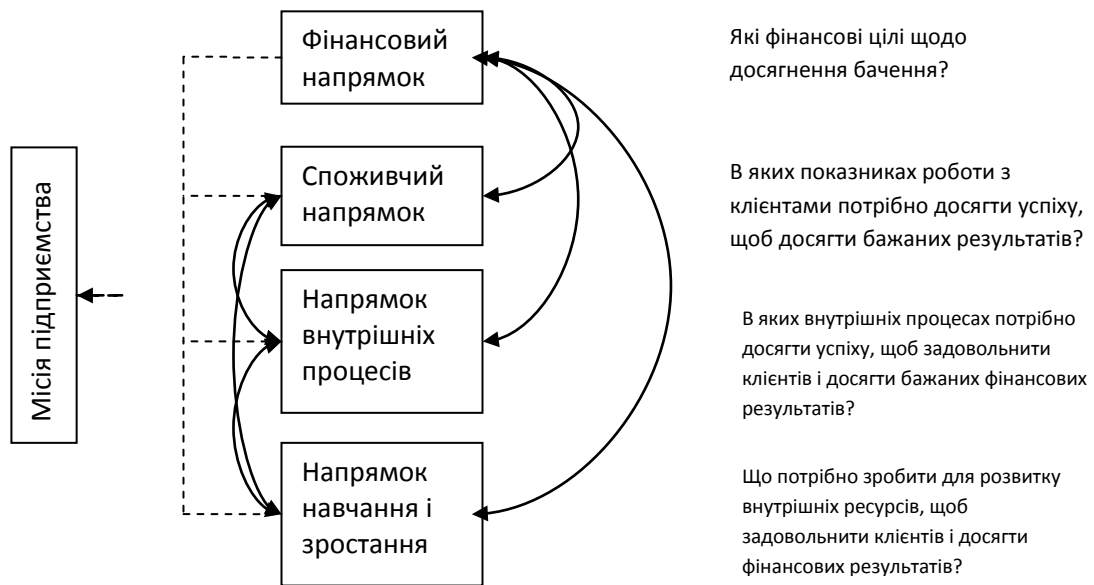 Місія підприємства
Фінансовий
напрямок
Які фінансові цілі щодо
досягнення бачення?
Споживчий
напрямок
В яких показниках роботи з
клієнтами потрібно досягти успіху,
щоб досягти бажаних результатів?
Напрямок
внутрішніх
процесів
В яких внутрішніх процесах потрібно
досягти успіху, щоб задовольнити
клієнтів і досягти бажаних фінансових
результатів?
Напрямок
навчання і
зростання
Що потрібно зробити для розвитку
внутрішніх ресурсів, щоб
задовольнити клієнтів і досягти
фінансових результатів?